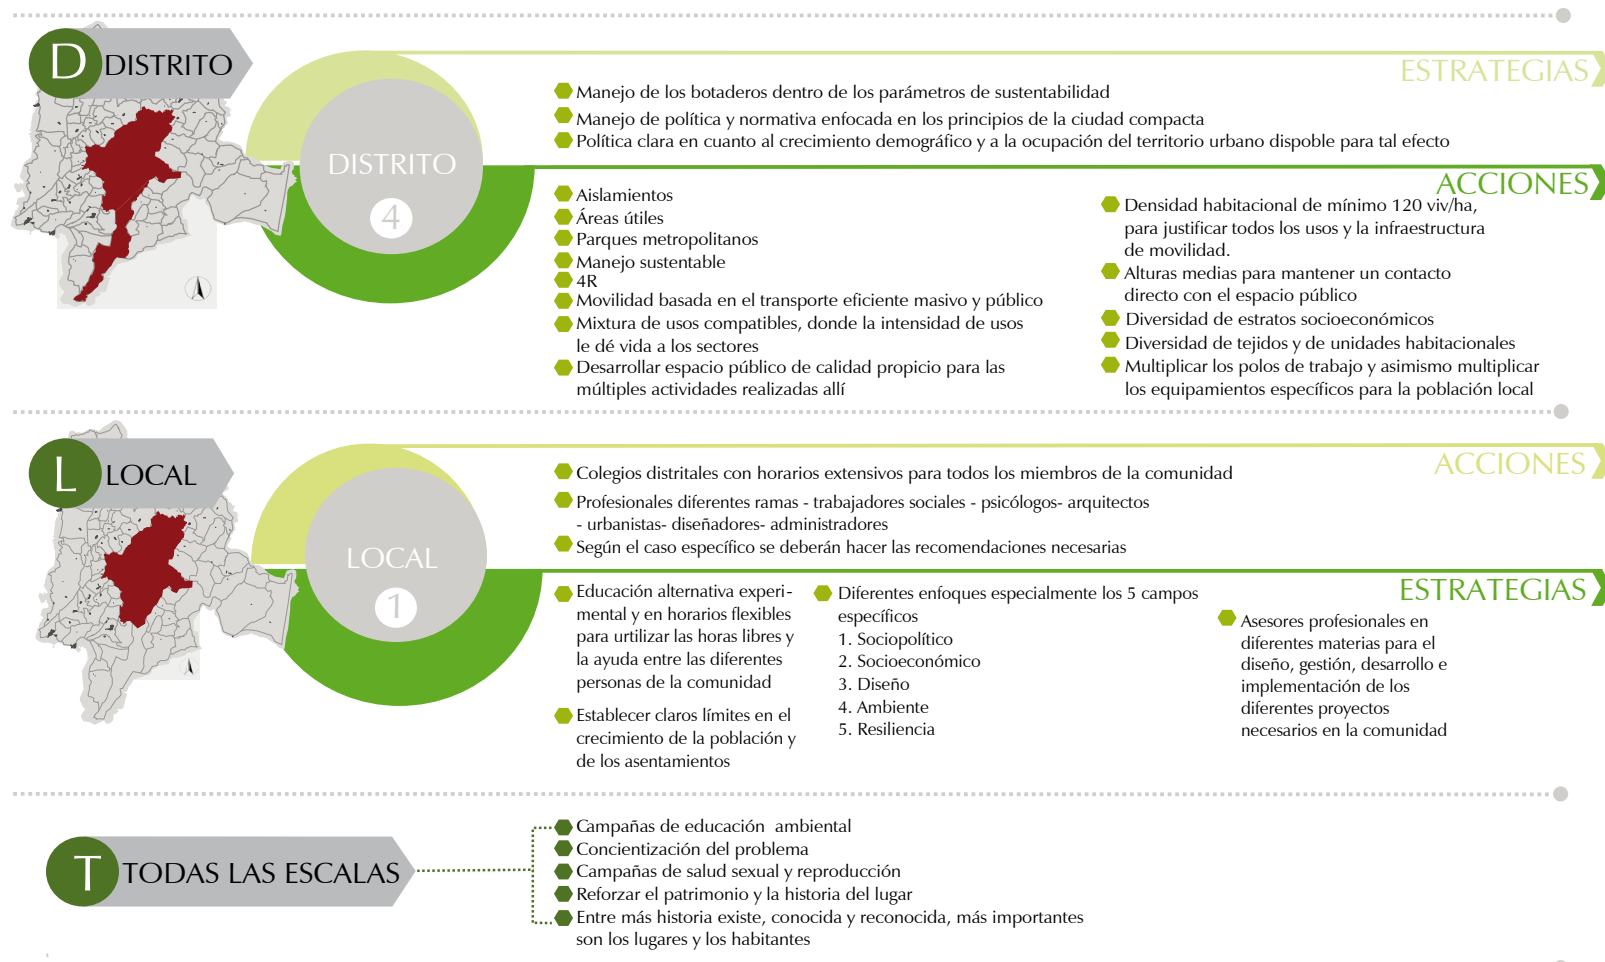 D DISTRITO
ESTRATEGIAS
DISTRITO
4
Manejo de los botaderos dentro de los parámetros de sustentabilidad
Manejo de política y normativa enfocada en los principios de la ciudad compacta
Política clara en cuanto al crecimiento demográfico y a la ocupación del territorio urbano dispoble para tal efecto
ACCIONES
Aislamientos
Áreas útiles
Parques metropolitanos
Manejo sustentable
4R
Movilidad basada en el transporte eficiente masivo y público
Mixtura de usos compatibles, donde la intensidad de usos
le dé vida a los sectores
Desarrollar espacio público de calidad propicio para las
múltiples actividades realizadas allí
Densidad habitacional de mínimo 120 viv/ha,
para justificar todos los usos y la infraestructura
de movilidad.
Alturas medias para mantener un contacto
directo con el espacio público
Diversidad de estratos socioeconómicos
Diversidad de tejidos y de unidades habitacionales
Multiplicar los polos de trabajo y asimismo multiplicar
los equipamientos específicos para la población local
L LOCAL
ACCIONES
LOCAL
1
Colegios distritales con horarios extensivos para todos los miembros de la comunidad
Profesionales diferentes ramas - trabajadores sociales - psicólogos- arquitectos
- urbanistas- diseñadores- administradores
Según el caso específico se deberán hacer las recomendaciones necesarias
ESTRATEGIAS
Educación alternativa experi-
mental y en horarios flexibles
para urtilizar las horas libres y
la ayuda entre las diferentes
personas de la comunidad
Establecer claros límites en el
crecimiento de la población y
de los asentamientos
Diferentes enfoques especialmente los 5 campos
específicos
1. Sociopolítico
2. Socioeconómico
3. Diseño
4. Ambiente
5. Resiliencia
Asesores profesionales en
diferentes materias para el
diseño, gestión, desarrollo e
implementación de los
diferentes proyectos
necesarios en la comunidad
T TODAS LAS ESCALAS
Campañas de educación ambiental
Concientización del problema
Campañas de salud sexual y reproducción
Reforzar el patrimonio y la historia del lugar
Entre más historia existe, conocida y reconocida, más importantes
son los lugares y los habitantes